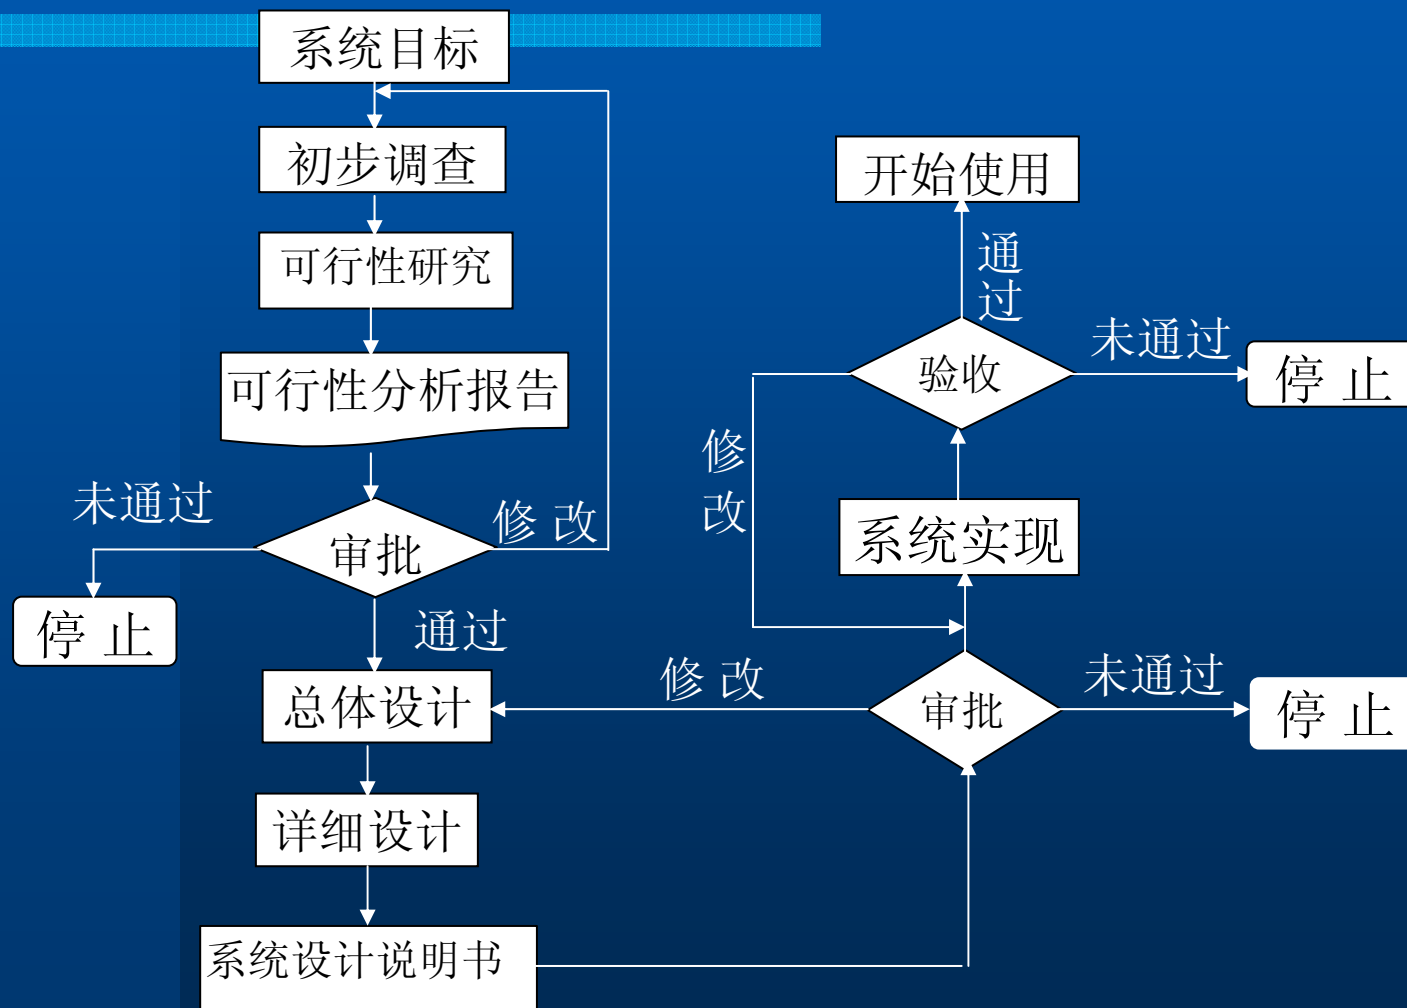 系统目标
初步调查
可行性研究
可行性分析报告
未通过
审批
修 改
停 止
通过
总体设计
详细设计
系统设计说明书
开始使用
通
过
验收
未通过
停 止
修
改
系统实现
修 改
审批
未通过
停 止